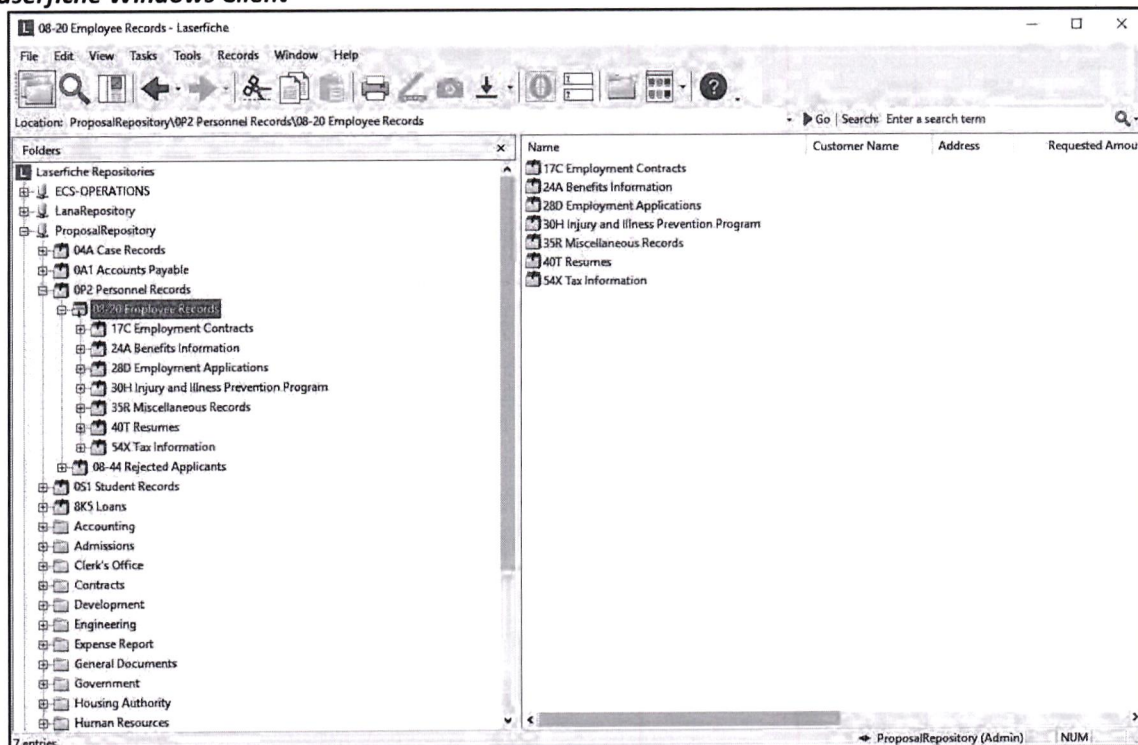 Laserfiche Windows Client
08-20 Employee Records - Laserfiche
File Edit View Tasks Tools Records Window Help
Location: ProposalRepository\0P2 Personnel Records\08-20 Employee Records
Go Search: Enter a search term
Folders
Laserfiche Repositories
ECS-OPERATIONS
LanaRepository
ProposalRepository
04A Case Records
0A1 Accounts Payable
0P2 Personnel Records
08-20 Employee Records
17C Employment Contracts
24A Benefits Information
28D Employment Applications
30H Injury and Illness Prevention Program
35R Miscellaneous Records
40T Resumes
54X Tax Information
08-44 Rejected Applicants
0S1 Student Records
8K5 Loans
Accounting
Admissions
Clerk's Office
Contracts
Development
Engineering
Expense Report
General Documents
Government
Housing Authority
Human Resources
Name Customer Name Address Requested Amou
17C Employment Contracts
24A Benefits Information
28D Employment Applications
30H Injury and Illness Prevention Program
35R Miscellaneous Records
40T Resumes
54X Tax Information
7 entries
ProposalRepository (Admin) NUM